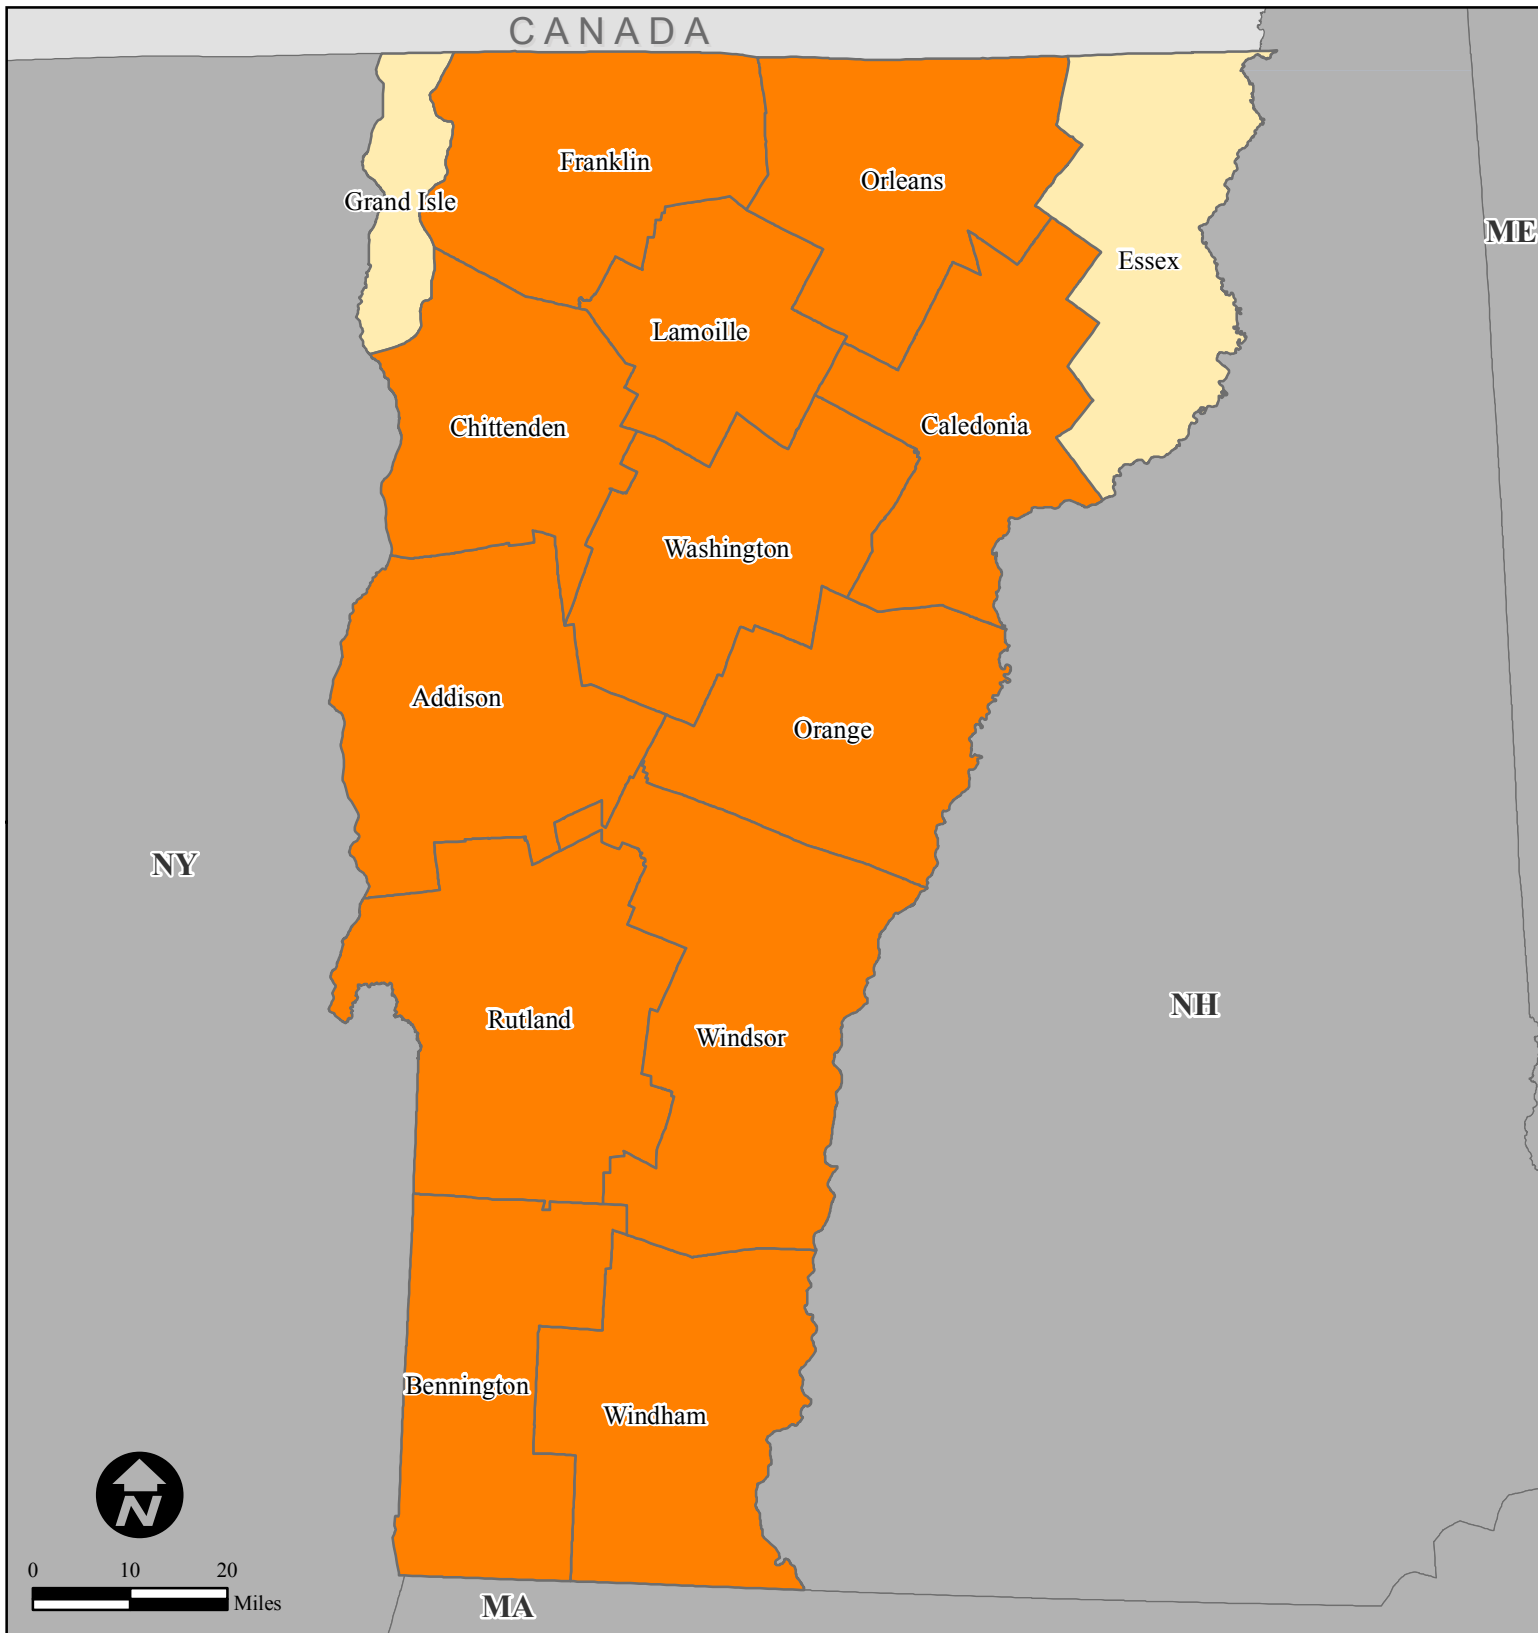 CANADA
Franklin
Orleans
Grand Isle
ME
Essex
Lamoille
Chittenden
Caledonia
Washington
Addison
Orange
NY
NH
Rutland
Windsor
Bennington
Windham
N
0 10 20
Miles
MA